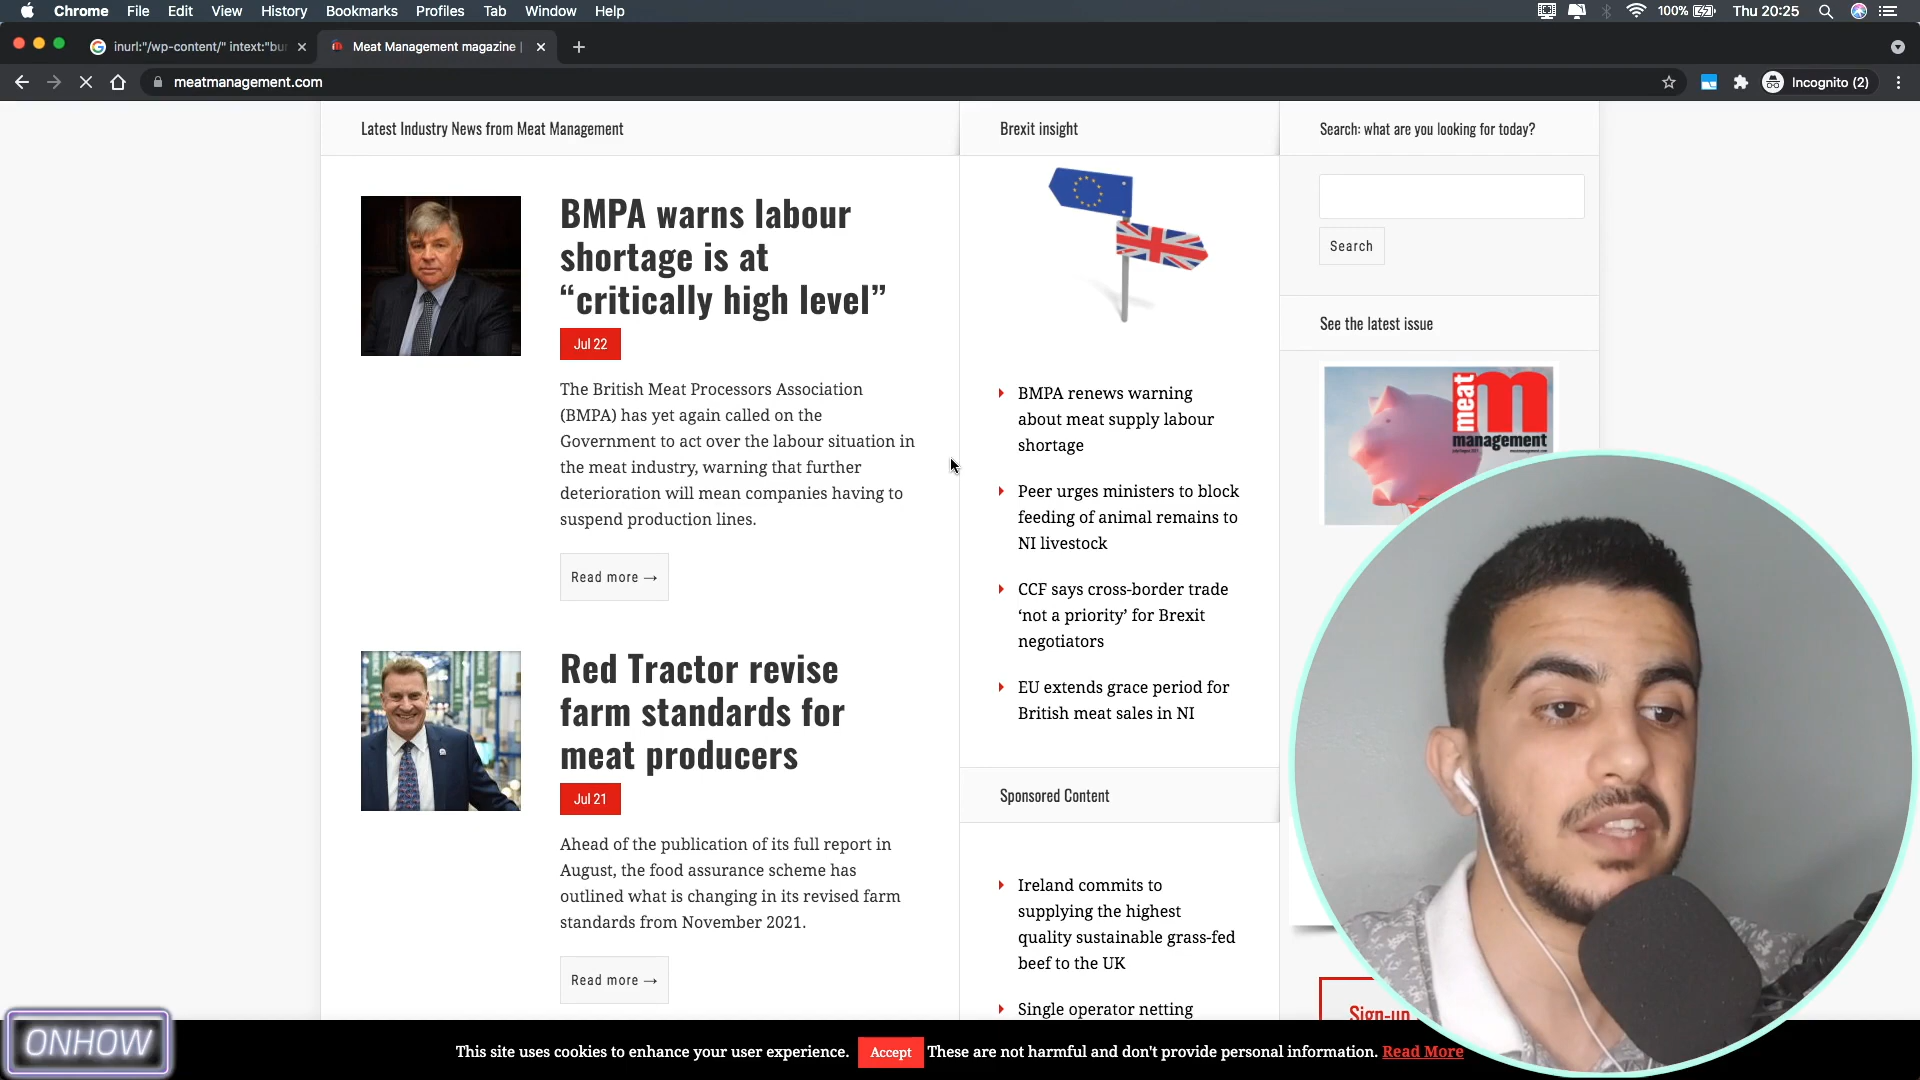 Chrome File Edit View History Bookmarks Profiles Tab Window Help
100% Thu 20:25
inurl:"/wp-content/" intext:"bur
Meat Management magazine |
meatmanagement.com
Incognito (2)
Latest Industry News from Meat Management
BMPA warns labour
shortage is at
“critically high level”
Jul 22
The British Meat Processors Association
(BMPA) has yet again called on the
Government to act over the labour situation in
the meat industry, warning that further
deterioration will mean companies having to
suspend production lines.
Read more →
Red Tractor revise
farm standards for
meat producers
Jul 21
Ahead of the publication of its full report in
August, the food assurance scheme has
outlined what is changing in its revised farm
standards from November 2021.
Read more →
Brexit insight
BMPA renews warning
about meat supply labour
shortage
Peer urges ministers to block
feeding of animal remains to
NI livestock
CCF says cross-border trade
‘not a priority’ for Brexit
negotiators
EU extends grace period for
British meat sales in NI
Sponsored Content
Ireland commits to
supplying the highest
quality sustainable grass-fed
beef to the UK
Single operator netting
Search: what are you looking for today?
Search
See the latest issue
meat
m
management
Sign-up
ONHOW
This site uses cookies to enhance your user experience. Accept These are not harmful and don't provide personal information. Read More